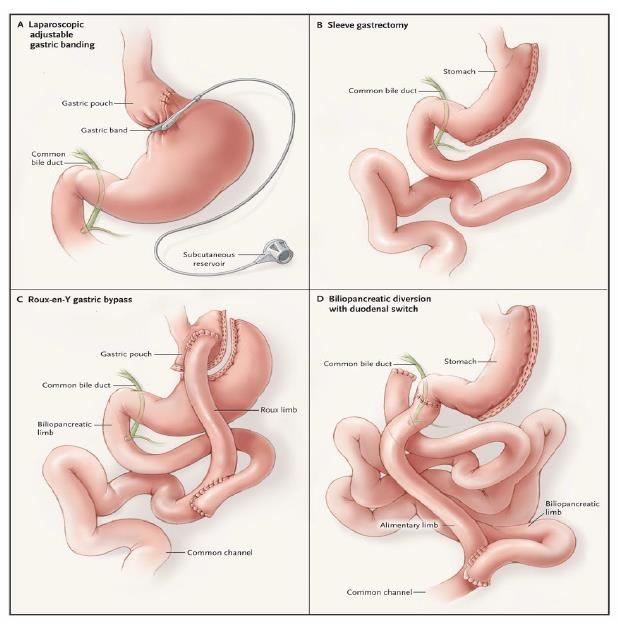 A Laparoscopic
adjustable
gastric banding
Gastric pouch
Gastric band
Common
bile duct
Subcutaneous
reservoir
B Sleeve gastrectomy
Stomach
Common bile duct
C Roux-en-Y gastric bypass
Gastric pouch
Common bile duct
Biliopancreatic
limb
Roux limb
Common channel
D Biliopancreatic diversion
with duodenal switch
Common bile duct
Stomach
Biliopancreatic
limb
Alimentary limb
Common channel